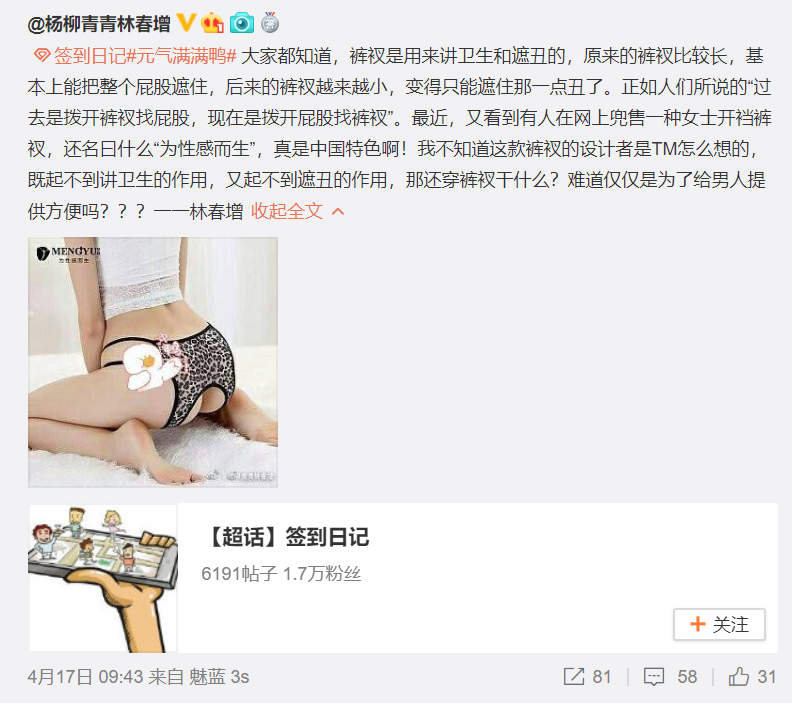 @杨柳青青林春增
签到日记#元气满满鸭# 大家都知道，裤衩是用来讲卫生和遮丑的，原来的裤衩比较长，基
本上能把整个屁股遮住，后来的裤衩越来越小，变得只能遮住那一点丑了。正如人们所说的“过
去是拨开裤衩找屁股，现在是拨开屁股找裤衩”。最近，又看到有人在网上兜售一种女士开裆裤
衩，还名曰什么“为性感而生”，真是中国特色啊！我不知道这款裤衩的设计者是TM怎么想的，
既起不到讲卫生的作用，又起不到遮丑的作用，那还穿裤衩干什么？难道仅仅是为了给男人提
供方便吗？？？——林春增 收起全文
MENGYUE
为性感而生
【超话】签到日记
6191帖子 1.7万粉丝
+ 关注
4月17日 09:43 来自 魅蓝 3s
81 58 31